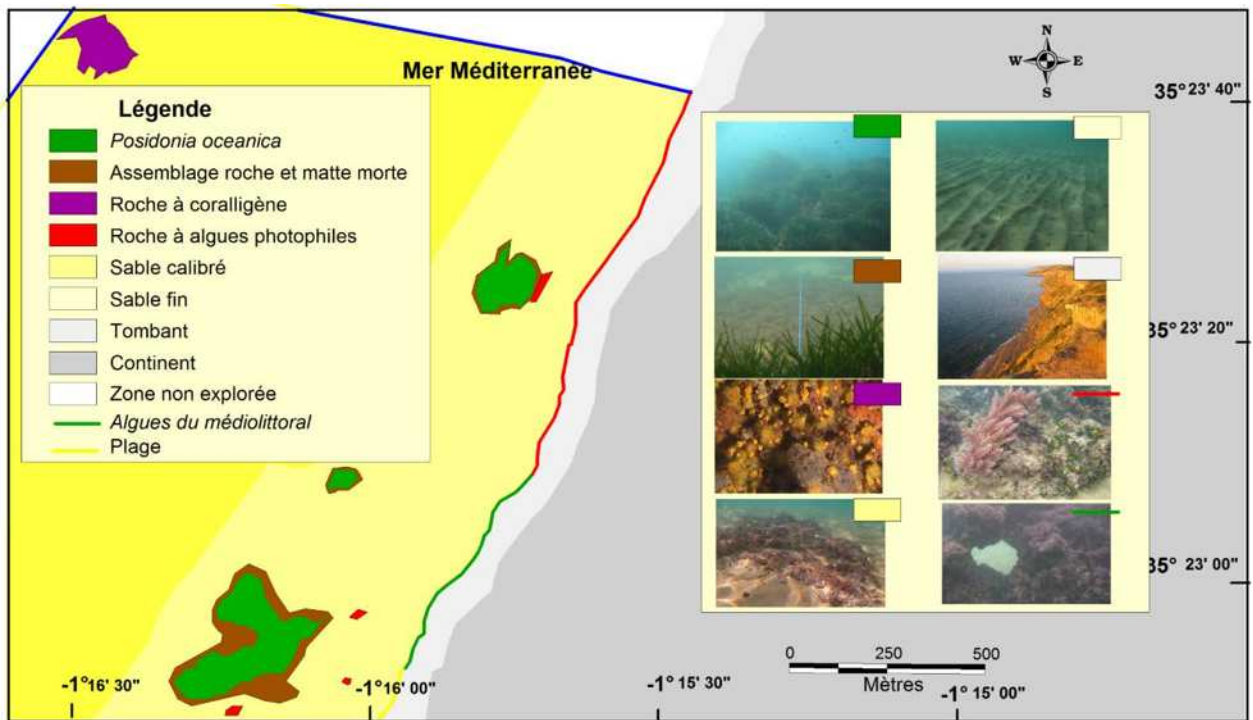 Mer Méditerranée
N
W E
S
35° 23' 40"
Légende
Posidonia oceanica
Assemblage roche et matte morte
Roche à coralligène
Roche à algues photophiles
Sable calibré
Sable fin
Tombant
Continent
Zone non explorée
Algues du médiolittoral
Plage
35° 23' 20"
35° 23' 00"
0 250 500
Mètres
-1° 16' 30"
-1° 16' 00"
-1° 15' 30"
-1° 15' 00"